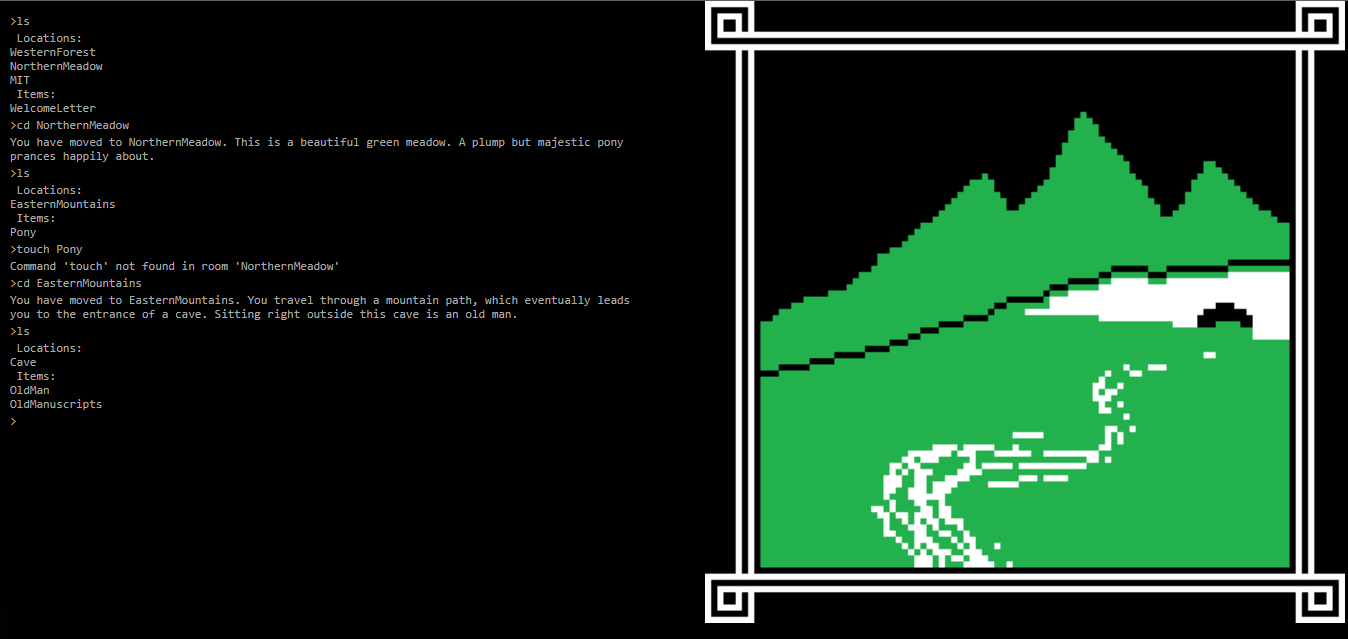 >ls
Locations:
WesternForest
NorthernMeadow
MIT
Items:
WelcomeLetter
>cd NorthernMeadow
You have moved to NorthernMeadow. This is a beautiful green meadow. A plump but majestic pony
prances happily about.
>ls
Locations:
EasternMountains
Items:
Pony
>touch Pony
Command 'touch' not found in room 'NorthernMeadow'
>cd EasternMountains
You have moved to EasternMountains. You travel through a mountain path, which eventually leads
you to the entrance of a cave. Sitting right outside this cave is an old man.
>ls
Locations:
Cave
Items:
OldMan
OldManuscripts
>